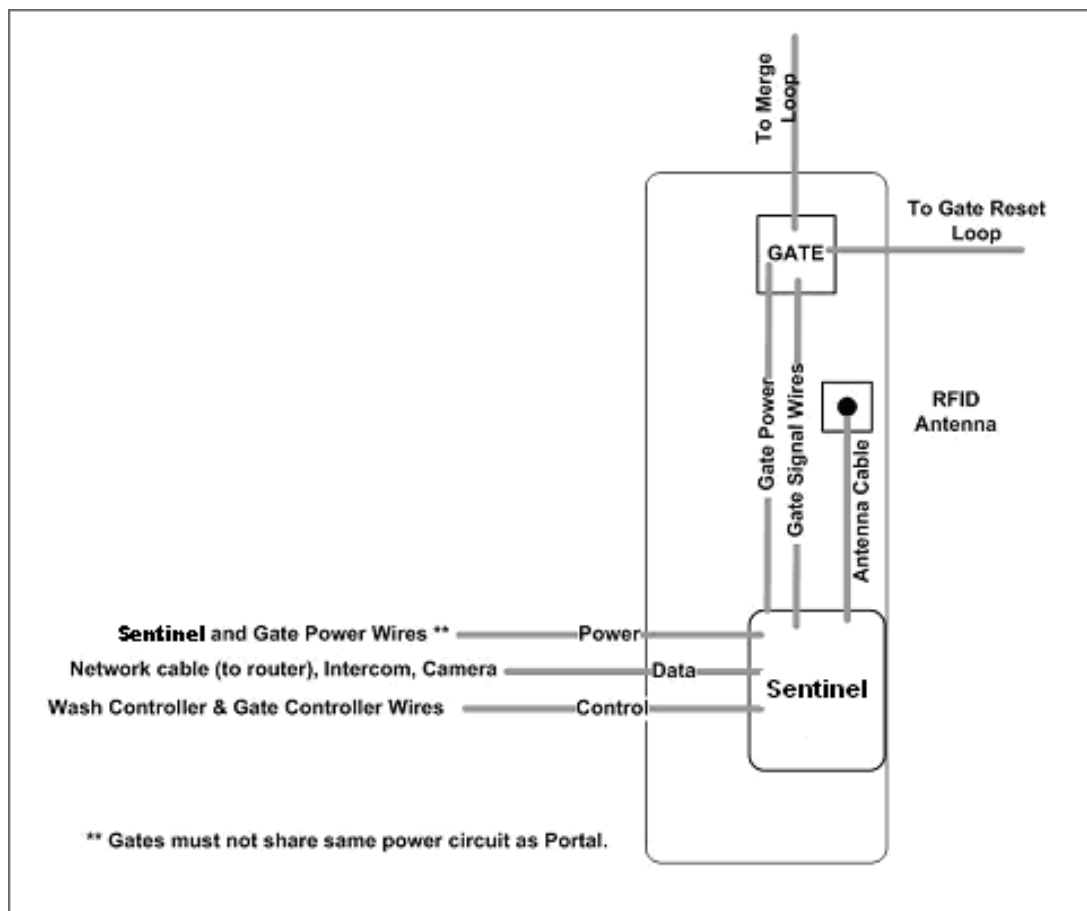 To Merge
Loop
To Gate Reset
Loop
GATE
RFID
Antenna
Gate Power
Gate Signal Wires
Antenna Cable
Sentinel and Gate Power Wires **
Power
Network cable (to router), Intercom, Camera
Data
Sentinel
Wash Controller & Gate Controller Wires
Control
** Gates must not share same power circuit as Portal.